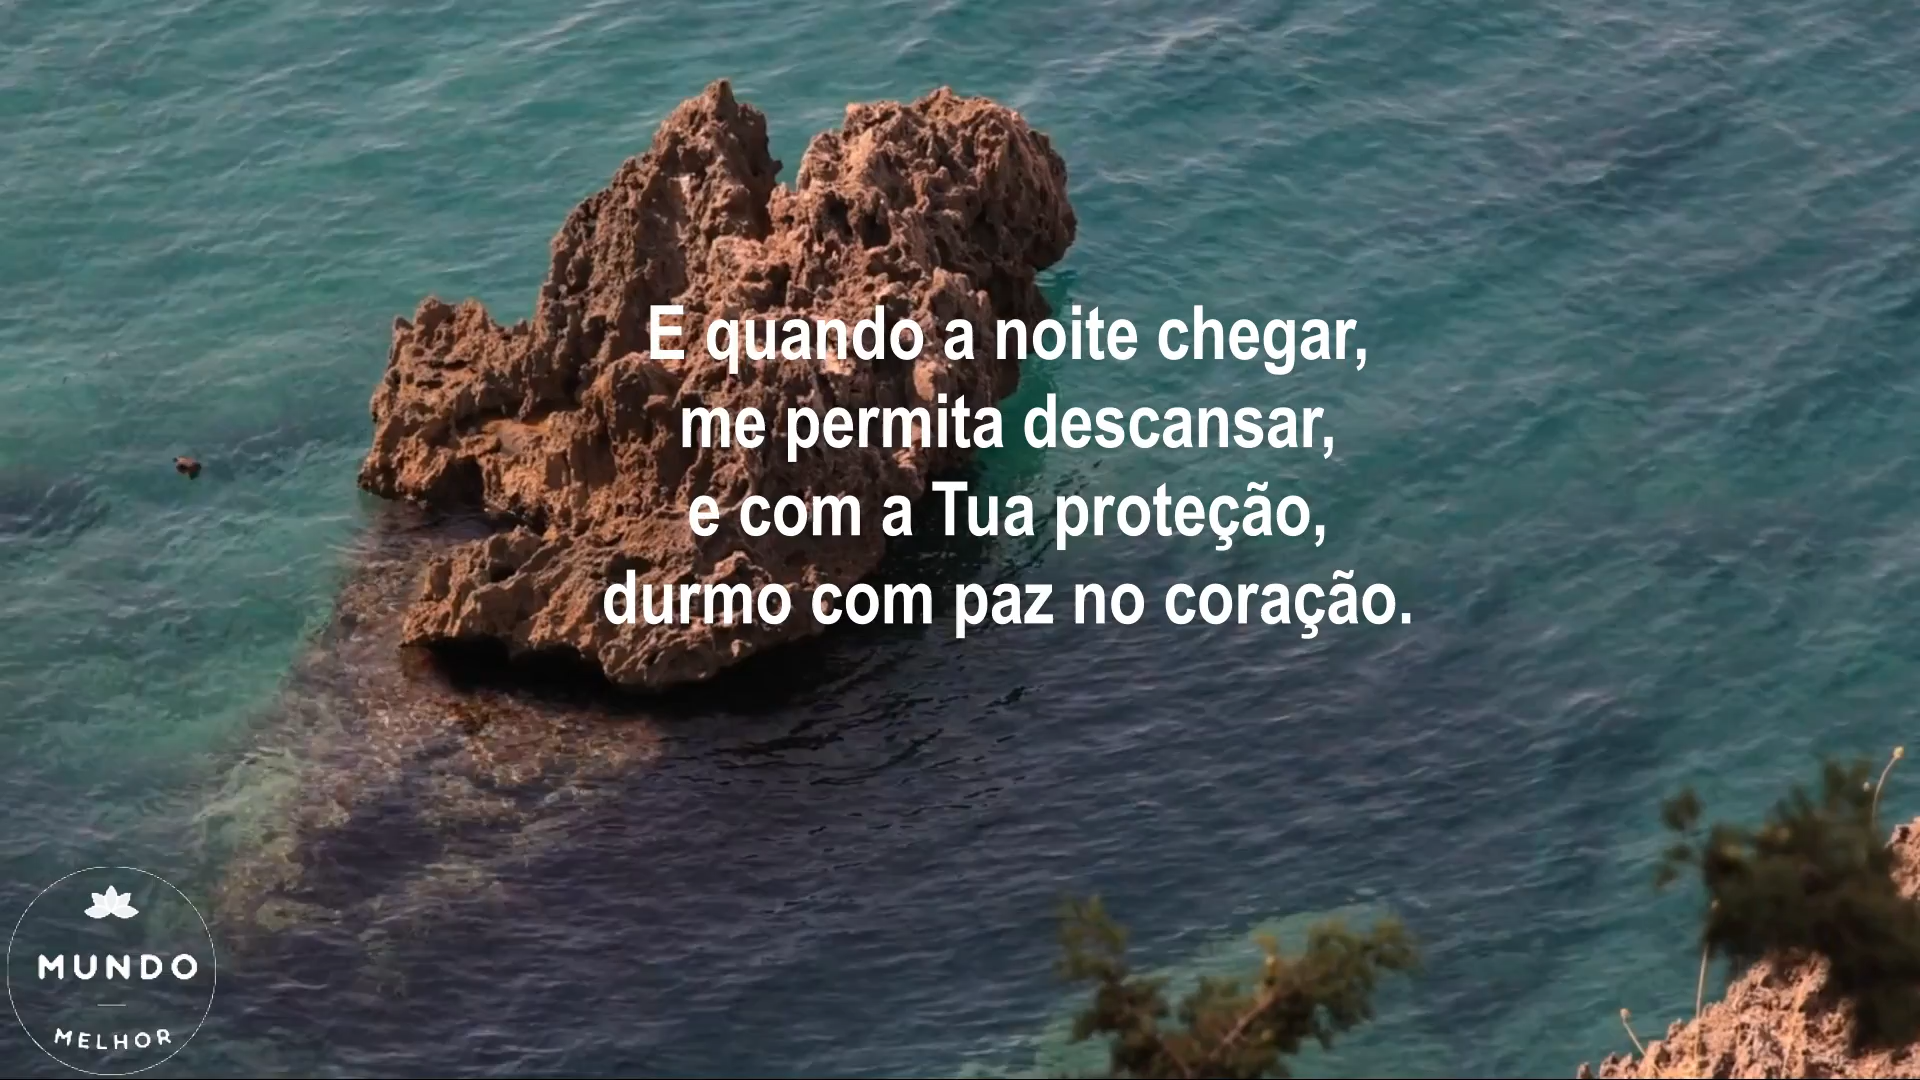 E quando a noite chegar,
me permita descansar,
e com a Tua proteção,
durmo com paz no coração.
MUNDO
MELHOR